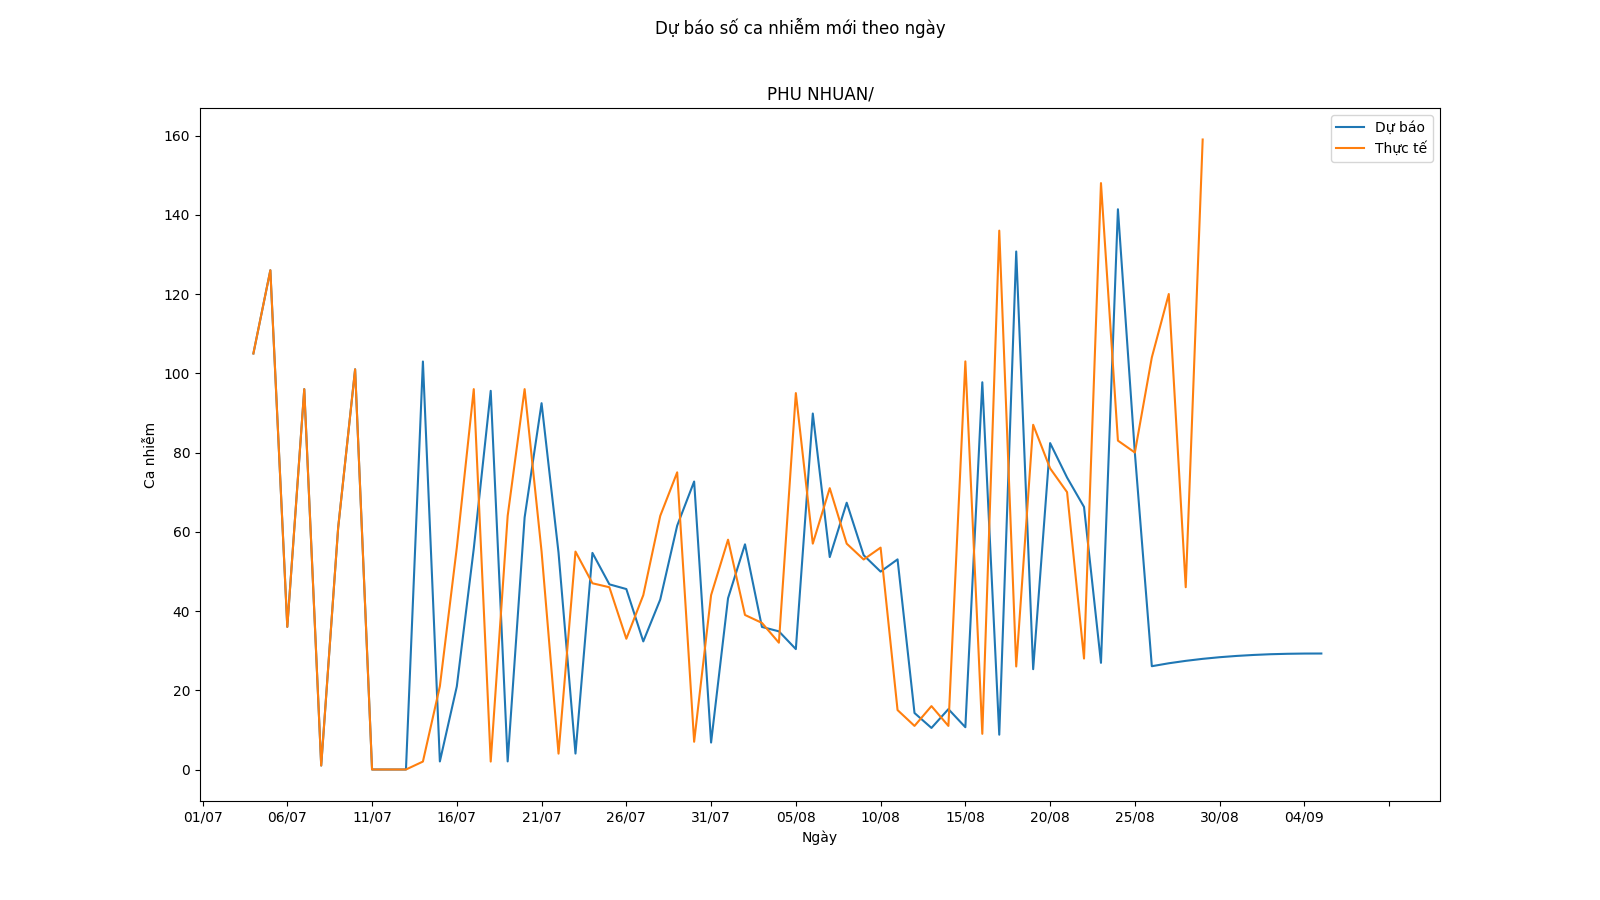 Dự báo số ca nhiễm mới theo ngày
PHU NHUAN/
Dự báo
Thực tế
160
140
120
100
80
60
40
20
0
Ca nhiễm
01/07 06/07 11/07 16/07 21/07 26/07 31/07 05/08 10/08 15/08 20/08 25/08 30/08 04/09
Ngày